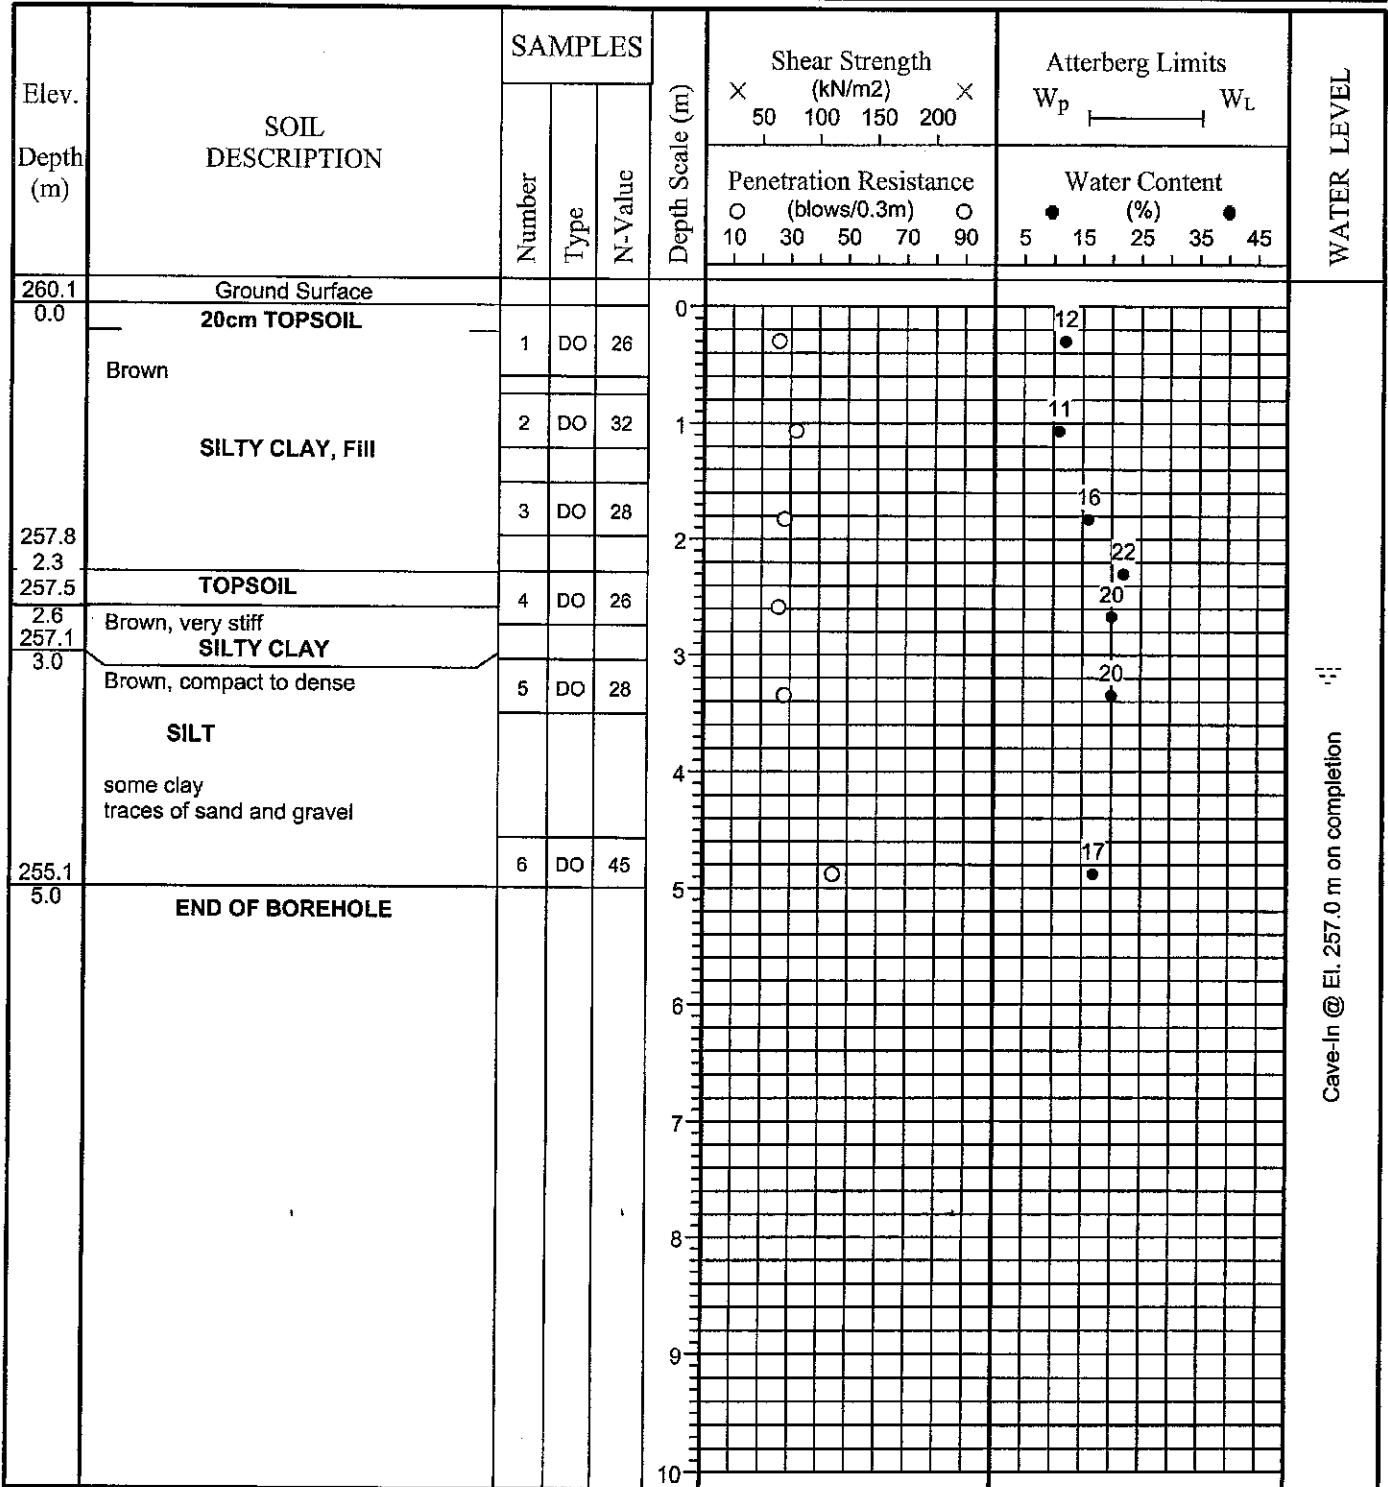 Elev.
Depth
(m)
SOIL
DESCRIPTION
SAMPLES
Number
Type
N-Value
Depth Scale (m)
Shear Strength
(kN/m2)
× ×
50 100 150 200
Penetration Resistance
(blows/0.3m)
10 30 50 70 90
Atterberg Limits
Wp WL
Water Content
(%)
5 15 25 35 45
WATER LEVEL
260.1 Ground Surface
0.0 20cm TOPSOIL
1 DO 26
Brown
2 DO 32
SILTY CLAY, Fill
3 DO 28
257.8
2.3
257.5 TOPSOIL
4 DO 26
2.6 Brown, very stiff
257.1 SILTY CLAY
3.0
Brown, compact to dense
5 DO 28
SILT
some clay
traces of sand and gravel
6 DO 45
255.1
5.0
END OF BOREHOLE
0
1
2
3
4
5
6
7
8
9
10
12
11
16
22
20
20
17
Cave-In @ El. 257.0 m on completion